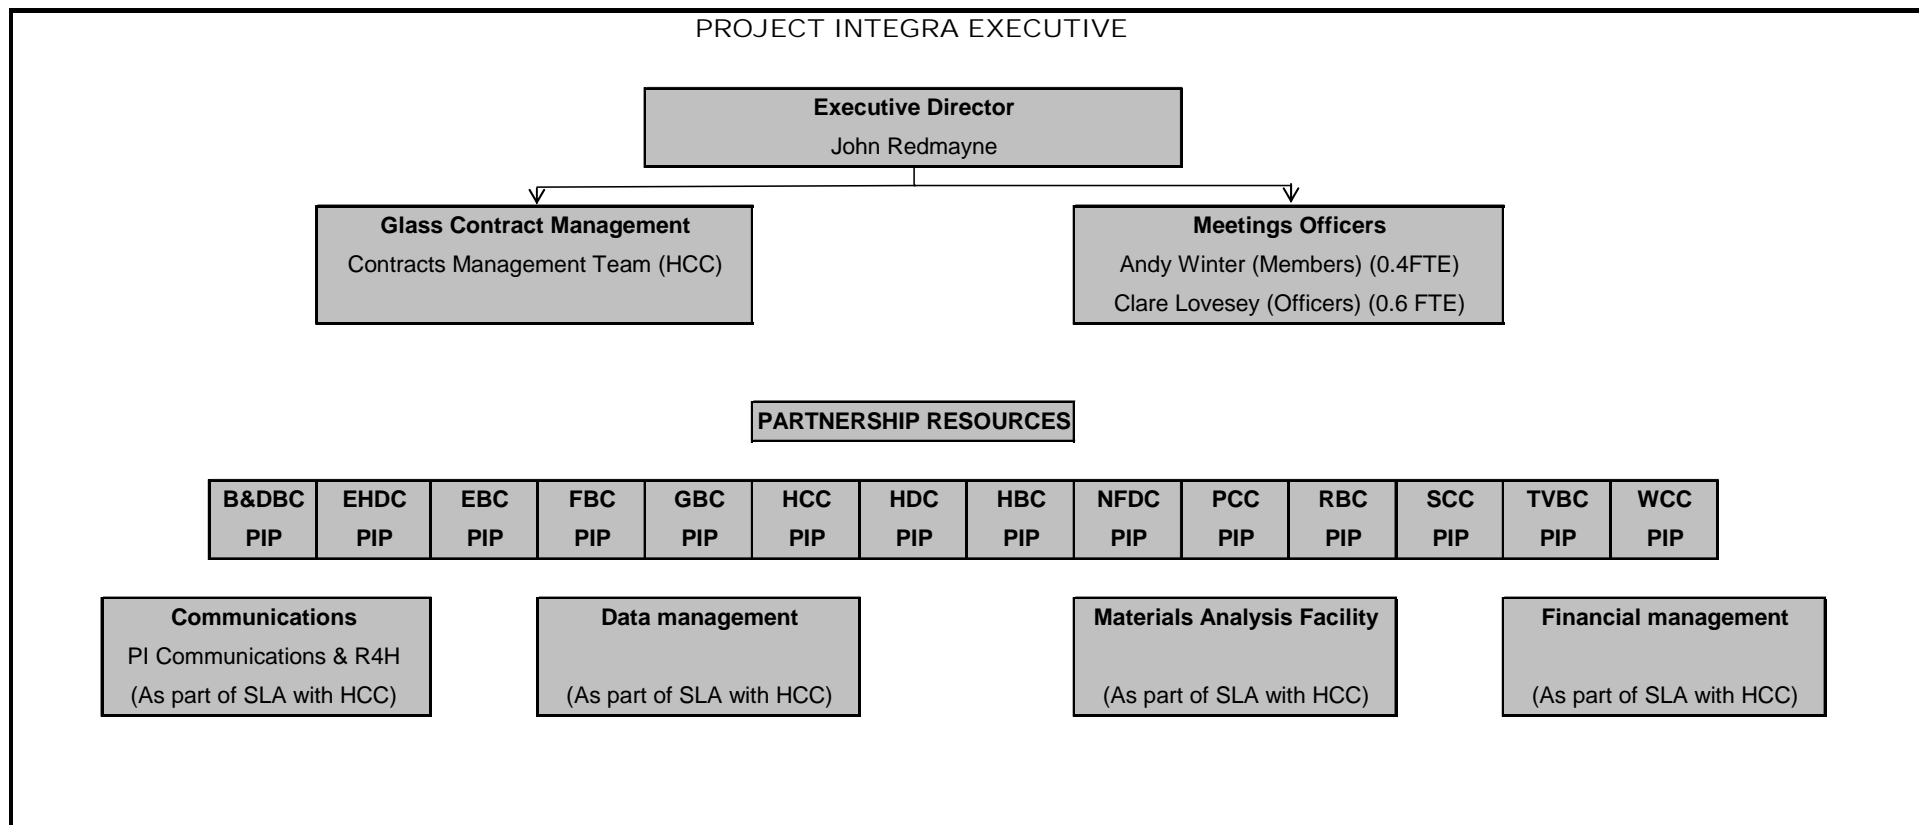 PROJECT INTEGRA EXECUTIVE
Executive Director
John Redmayne
Glass Contract Management
Contracts Management Team (HCC)
Meetings Officers
Andy Winter (Members) (0.4FTE)
Clare Lovesey (Officers) (0.6 FTE)
PARTNERSHIP RESOURCES
B&DBC EHDC EBC FBC GBC HCC HDC HBC NFDC PCC RBC SCC TVBC WCC
PIP PIP PIP PIP PIP PIP PIP PIP PIP PIP PIP PIP PIP PIP
Communications
PI Communications & R4H
(As part of SLA with HCC)
Data management
(As part of SLA with HCC)
Materials Analysis Facility
(As part of SLA with HCC)
Financial management
(As part of SLA with HCC)